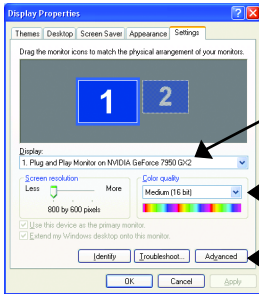 Display Properties
Themes Desktop Screen Saver Appearance Settings
Drag the monitor icons to match the physical arrangement of your monitors.
1 2
Display:
1. Plug and Play Monitor on NVIDIA GeForce 7950 GX2
Screen resolution
Less More
800 by 600 pixels
Color quality
Medium (16 bit)
Use this device as the primary monitor.
Extend my Windows desktop onto this monitor.
Identify Troubleshoot... Advanced
OK Cancel Apply